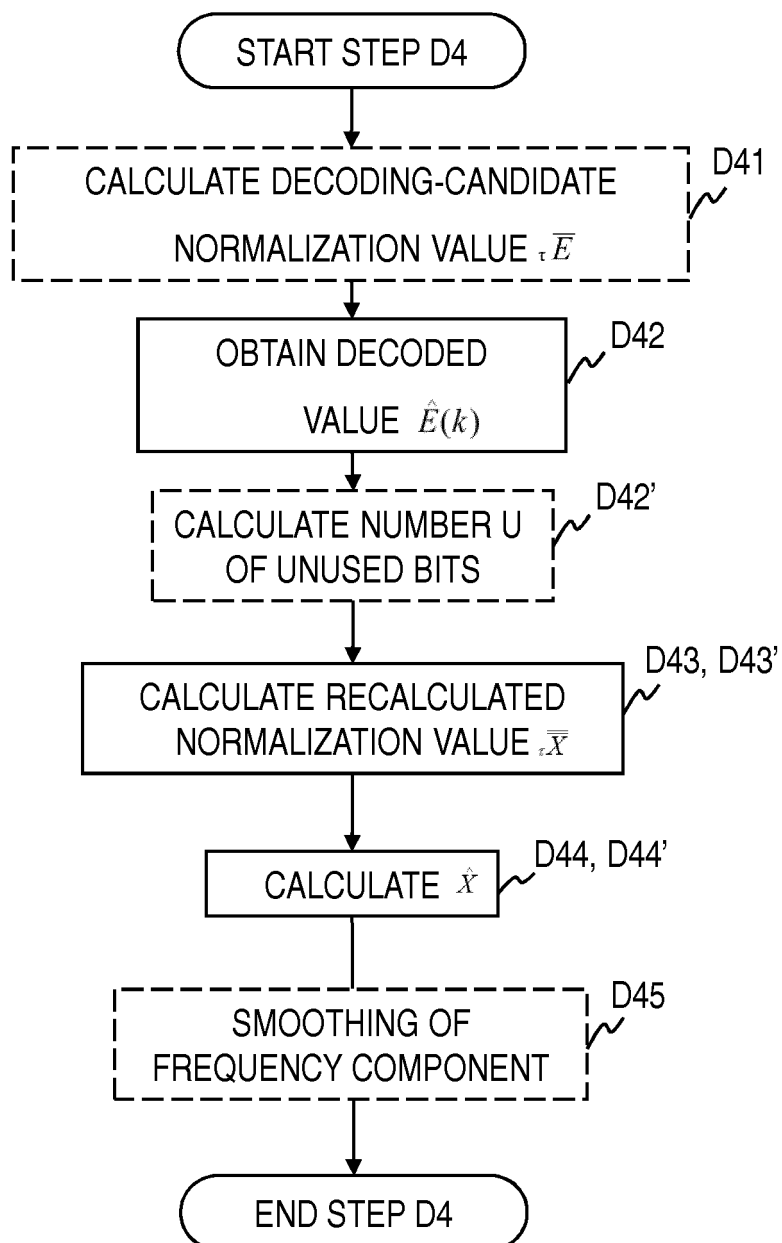 START STEP D4
D41
CALCULATE DECODING-CANDIDATE
NORMALIZATION VALUE τE̅
D42
OBTAIN DECODED
VALUE Ê(k)
D42’
CALCULATE NUMBER U
OF UNUSED BITS
D43, D43’
CALCULATE RECALCULATED
NORMALIZATION VALUE τX̿
D44, D44’
CALCULATE X̂
D45
SMOOTHING OF
FREQUENCY COMPONENT
END STEP D4